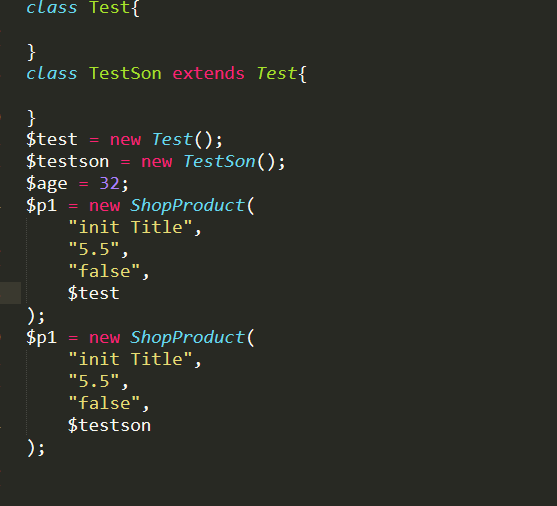 class Test{
}
class TestSon extends Test{
}
$test = new Test();
$testson = new TestSon();
$age = 32;
$p1 = new ShopProduct(
"init Title",
"5.5",
"false",
$test
);
$p1 = new ShopProduct(
"init Title",
"5.5",
"false",
$testson
);